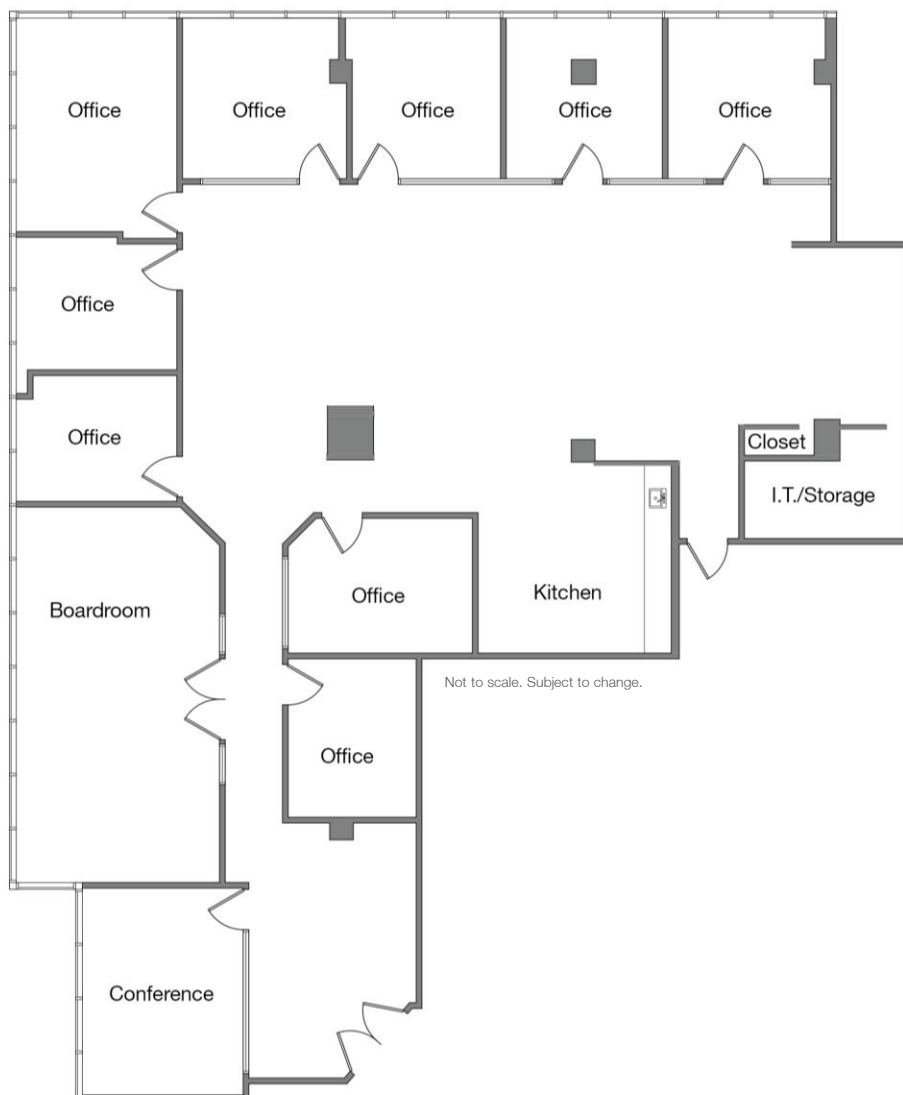 Office
Office
Office
Office
Office
Office
Office
Closet
I.T./Storage
Office
Kitchen
Boardroom
Not to scale. Subject to change.
Office
Conference